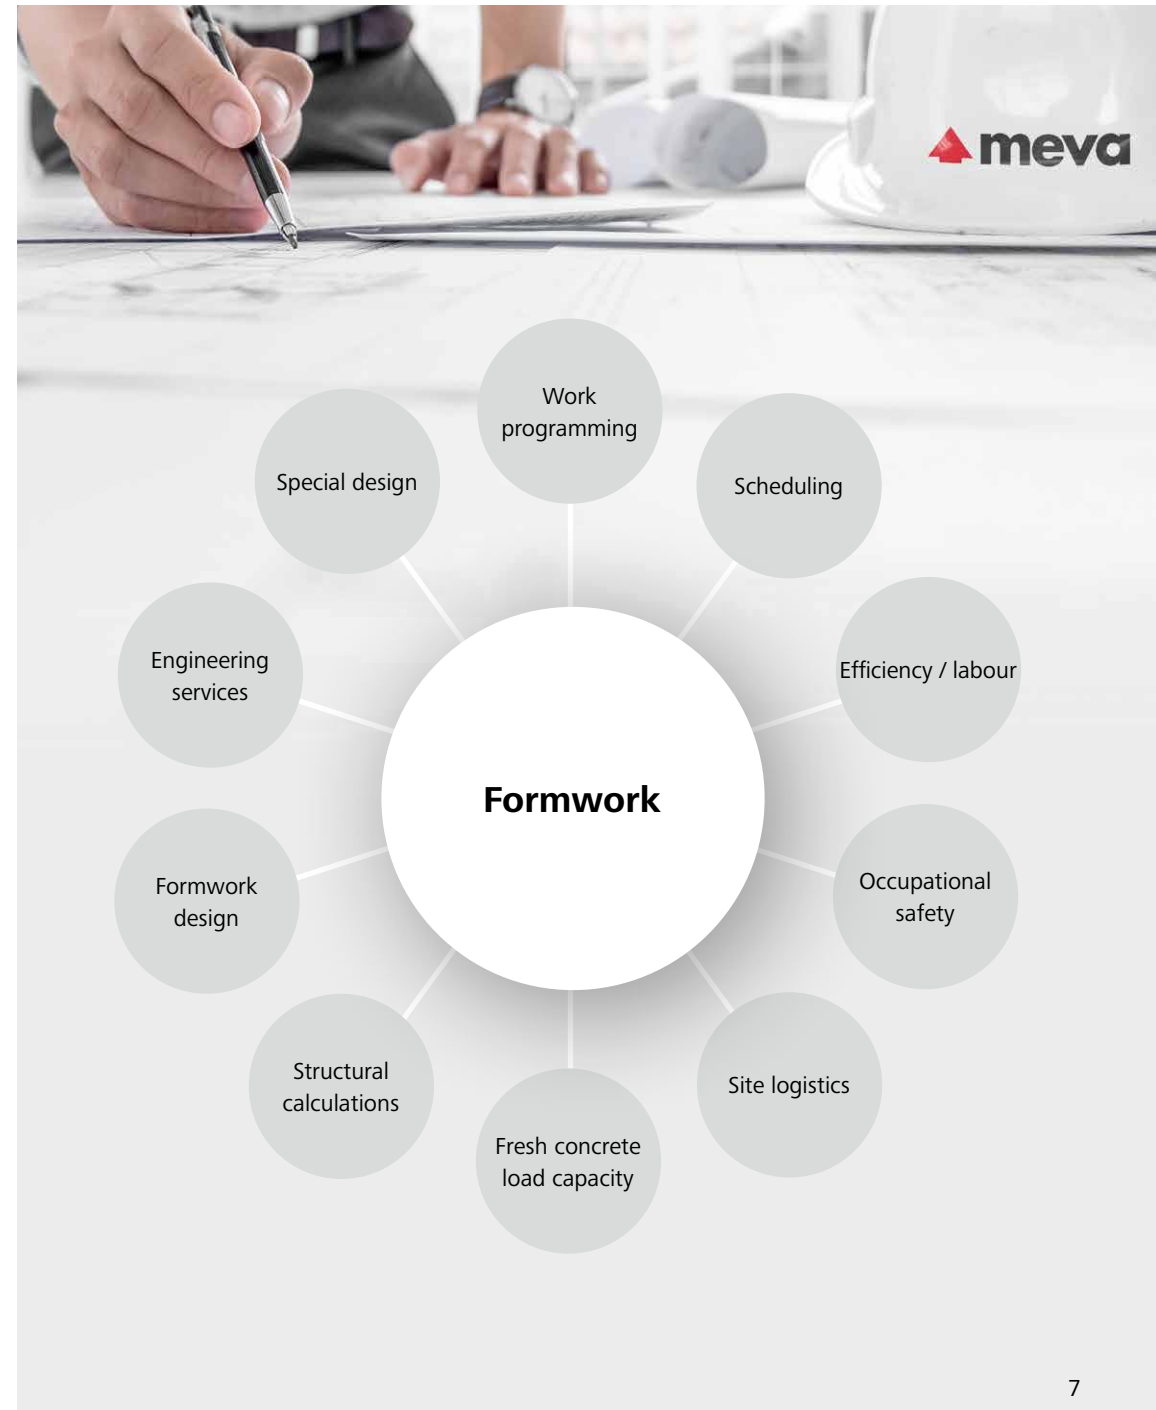 meva
Work
programming
Special design
Scheduling
Engineering
services
Efficiency / labour
Formwork
Formwork
design
Occupational
safety
Structural
calculations
Site logistics
Fresh concrete
load capacity
7